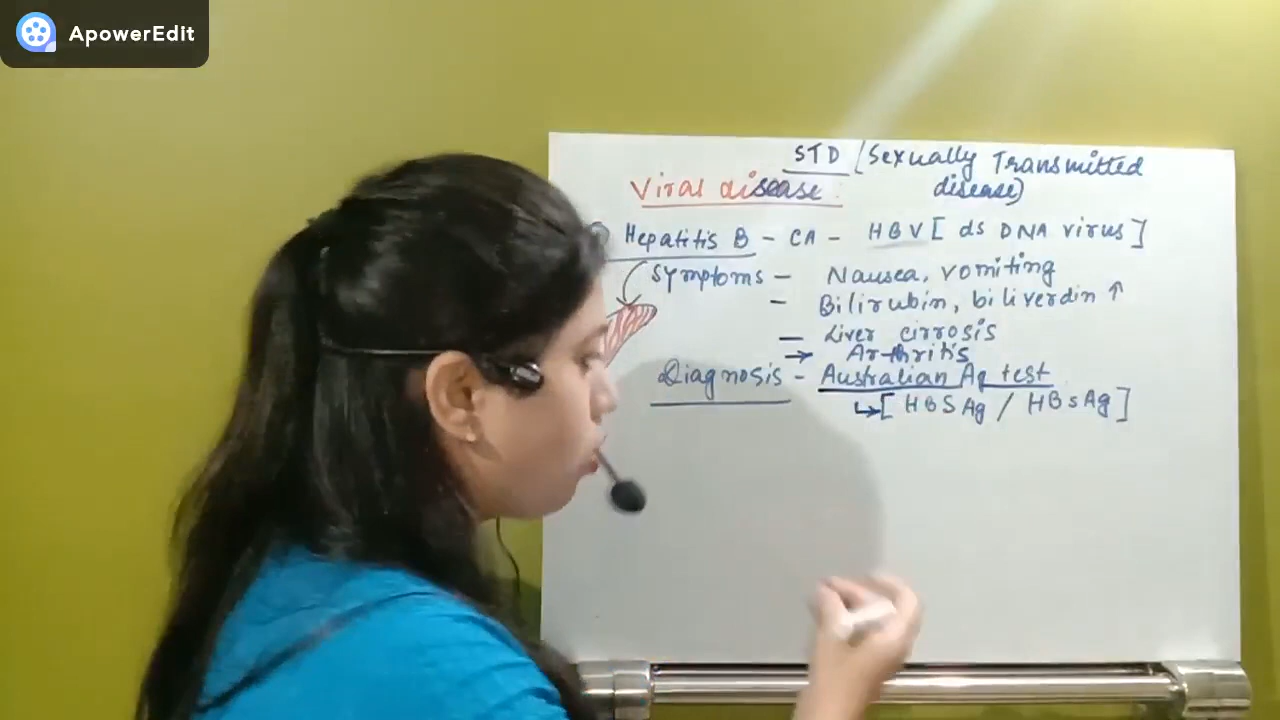 ApowerEdit
STD (Sexually Transmitted
disease)
Viral disease:
Hepatitis B - CA - HBV [ ds DNA virus ]
Symptoms - Nausea, vomiting
- Bilirubin, biliverdin ↑
- Liver cirrosis
→ Arthritis
Diagnosis - Australian Ag test
↳ [ HBSAg / HBsAg ]